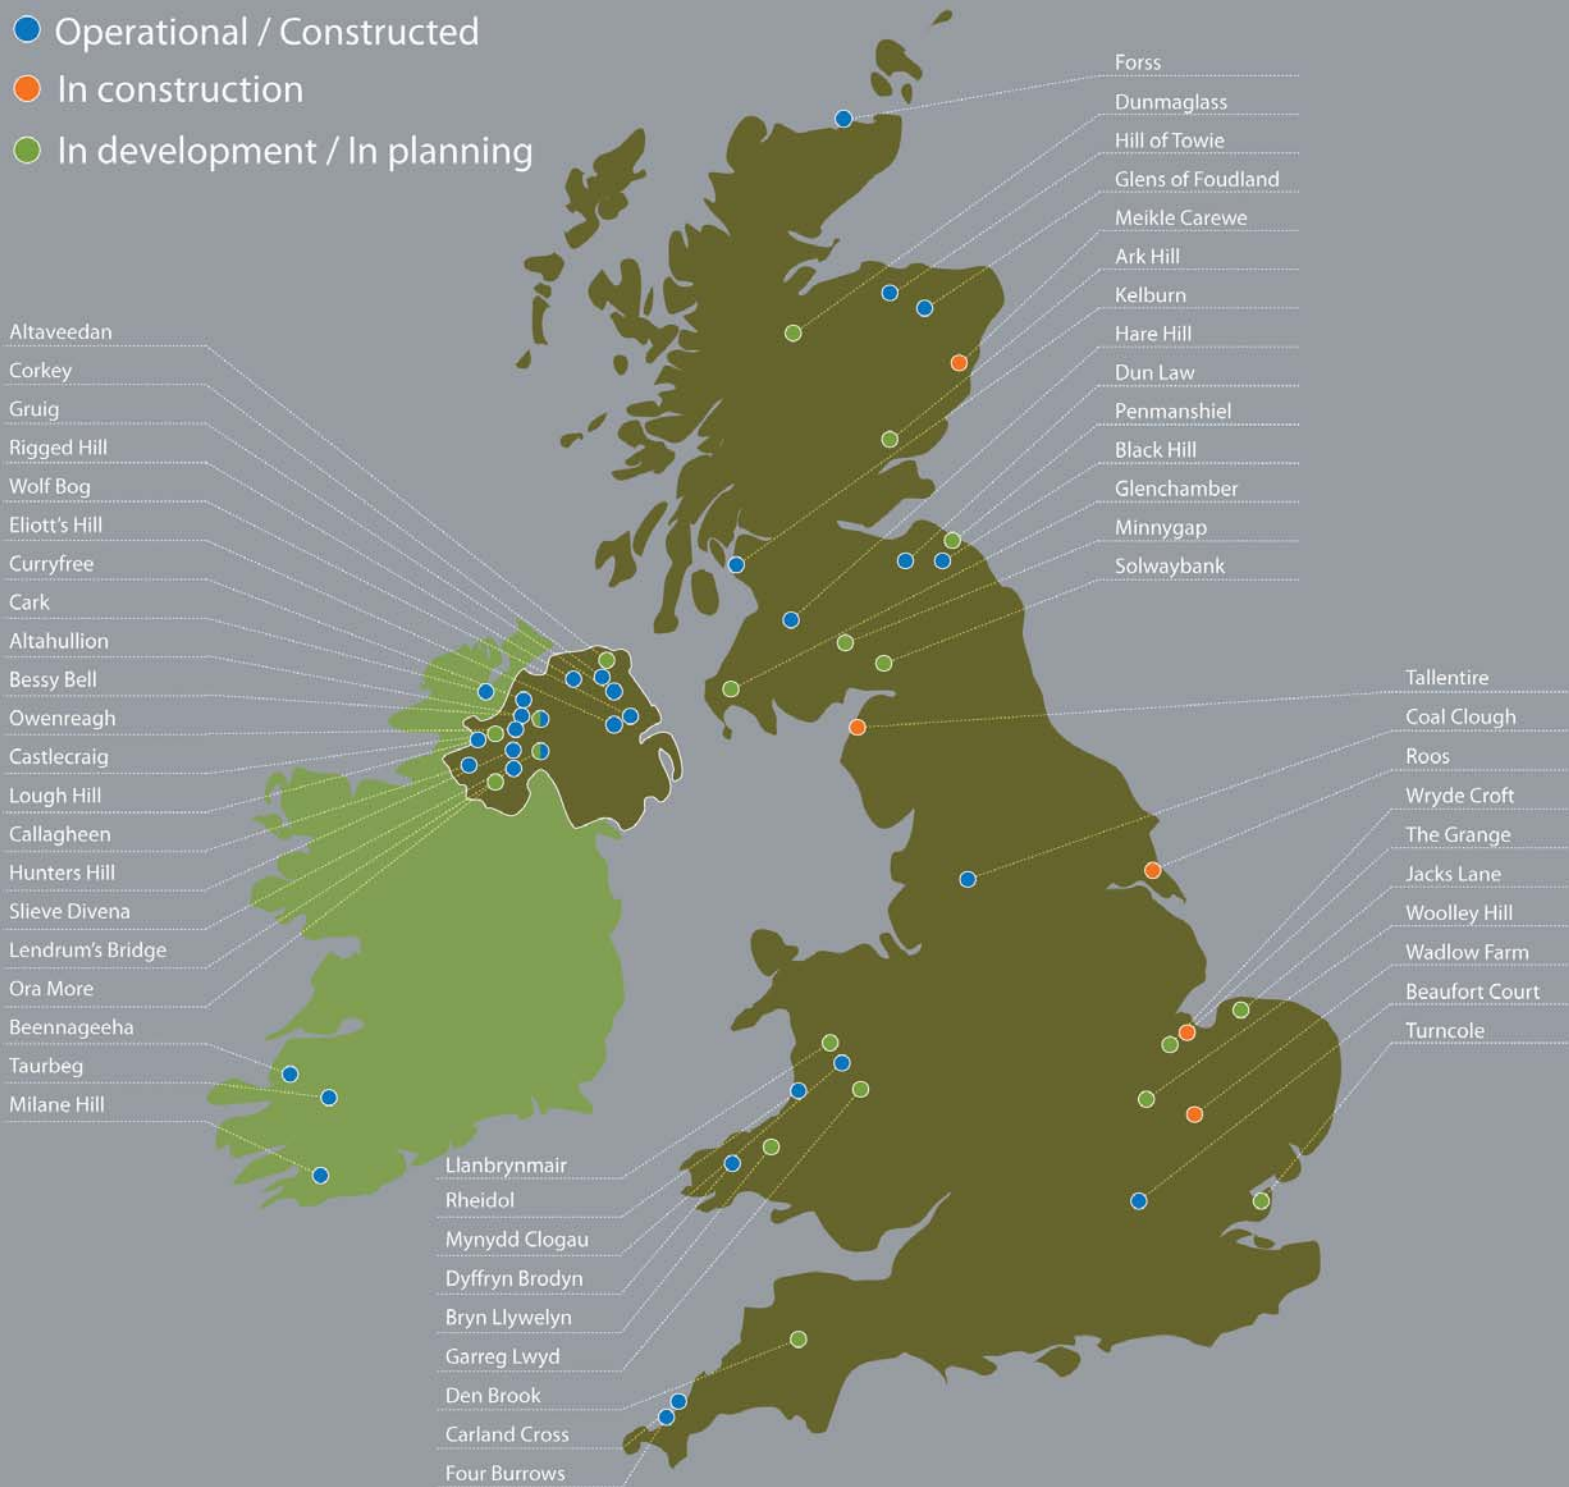 Operational / Constructed
In construction
In development / In planning
Forss
Dunmaglass
Hill of Towie
Glens of Foudland
Meikle Carewe
Ark Hill
Kelburn
Hare Hill
Dun Law
Penmanshiel
Black Hill
Glenchamber
Minnygap
Solwaybank
Altaveedan
Corkey
Gruig
Rigged Hill
Wolf Bog
Eliott's Hill
Curryfree
Cark
Altahullion
Bessy Bell
Owenreagh
Castlecraig
Lough Hill
Callagheen
Hunters Hill
Slieve Divena
Lendrum's Bridge
Ora More
Beennageeha
Taurbeg
Milane Hill
Tallentire
Coal Clough
Roos
Wryde Croft
The Grange
Jacks Lane
Woolley Hill
Wadlow Farm
Beaufort Court
Turncole
Llanbrynmair
Rheidol
Mynydd Clogau
Dyffryn Brodyn
Bryn Llywelyn
Garreg Lwyd
Den Brook
Carland Cross
Four Burrows